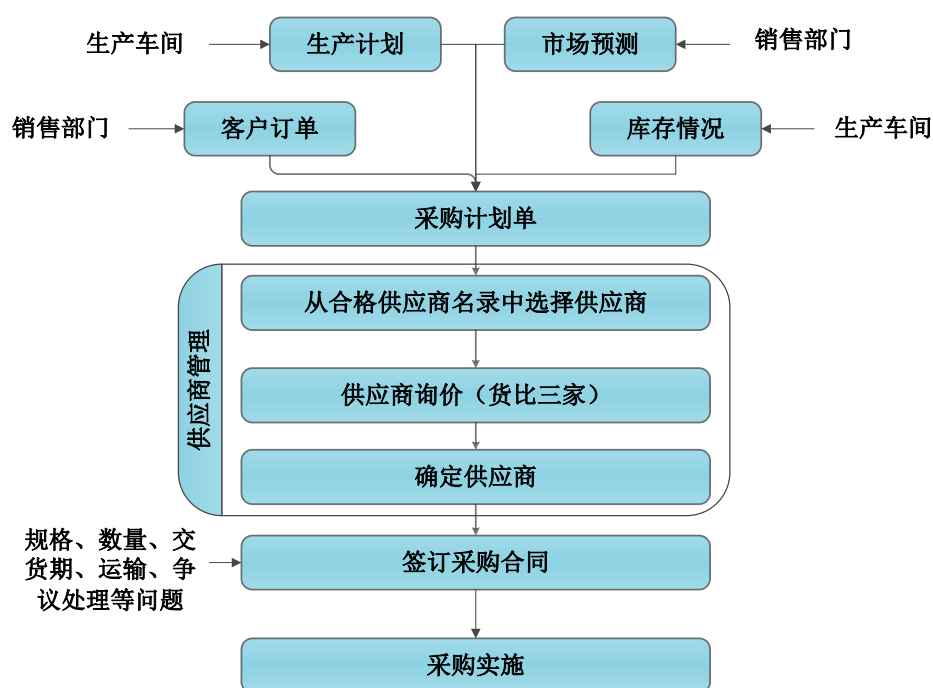 生产车间
生产计划
市场预测
销售部门
销售部门
客户订单
库存情况
生产车间
采购计划单
供应商管理
从合格供应商名录中选择供应商
供应商询价（货比三家）
确定供应商
规格、数量、交
货期、运输、争
议处理等问题
签订采购合同
采购实施